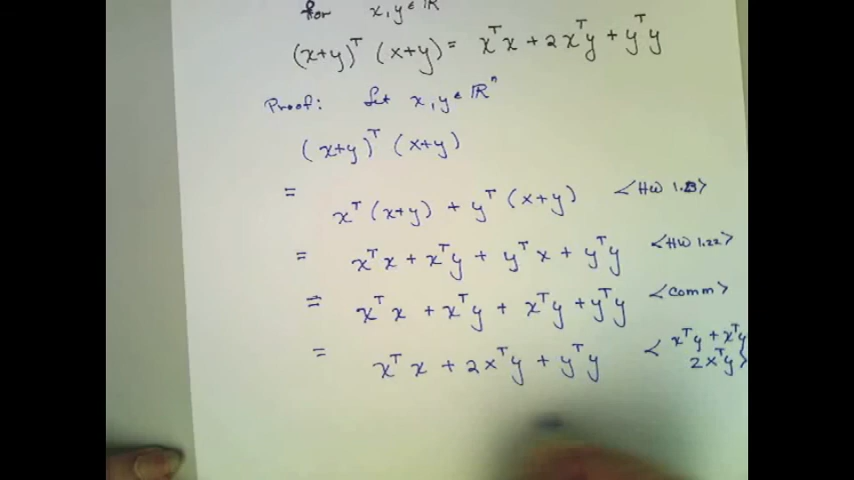 for x, y ∈ ℝ
(x+y)ᵀ (x+y) = xᵀx + 2xᵀy + yᵀy
Proof: Let x, y ∈ ℝⁿ
(x+y)ᵀ (x+y)
=
xᵀ(x+y) + yᵀ(x+y) <HW 1.23>
= xᵀx + xᵀy + yᵀx + yᵀy <HW 1.22>
= xᵀx + xᵀy + xᵀy + yᵀy <comm>
= xᵀx + 2xᵀy + yᵀy < xᵀy + xᵀy
2xᵀy >